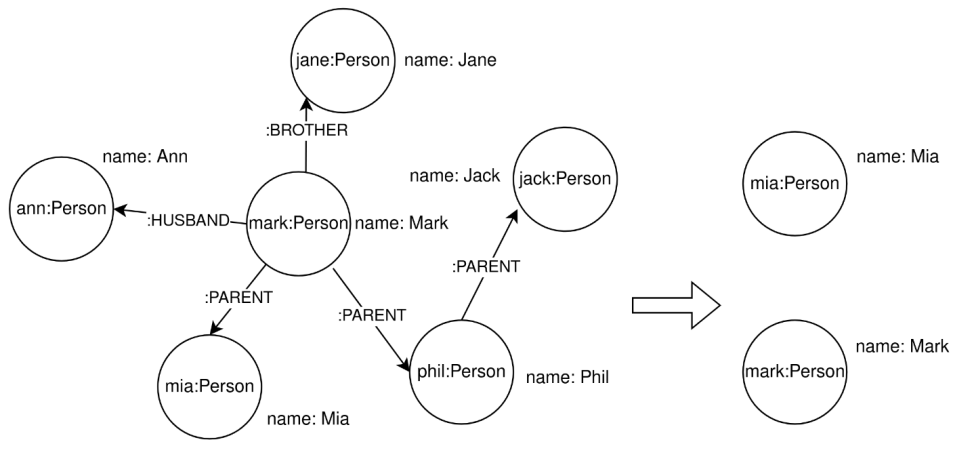 jane:Person
name: Jane
:BROTHER
name: Ann
ann:Person
:HUSBAND
mark:Person
name: Mark
name: Jack
jack:Person
:PARENT
:PARENT
:PARENT
mia:Person
name: Mia
phil:Person
name: Phil
mia:Person
name: Mia
mark:Person
name: Mark